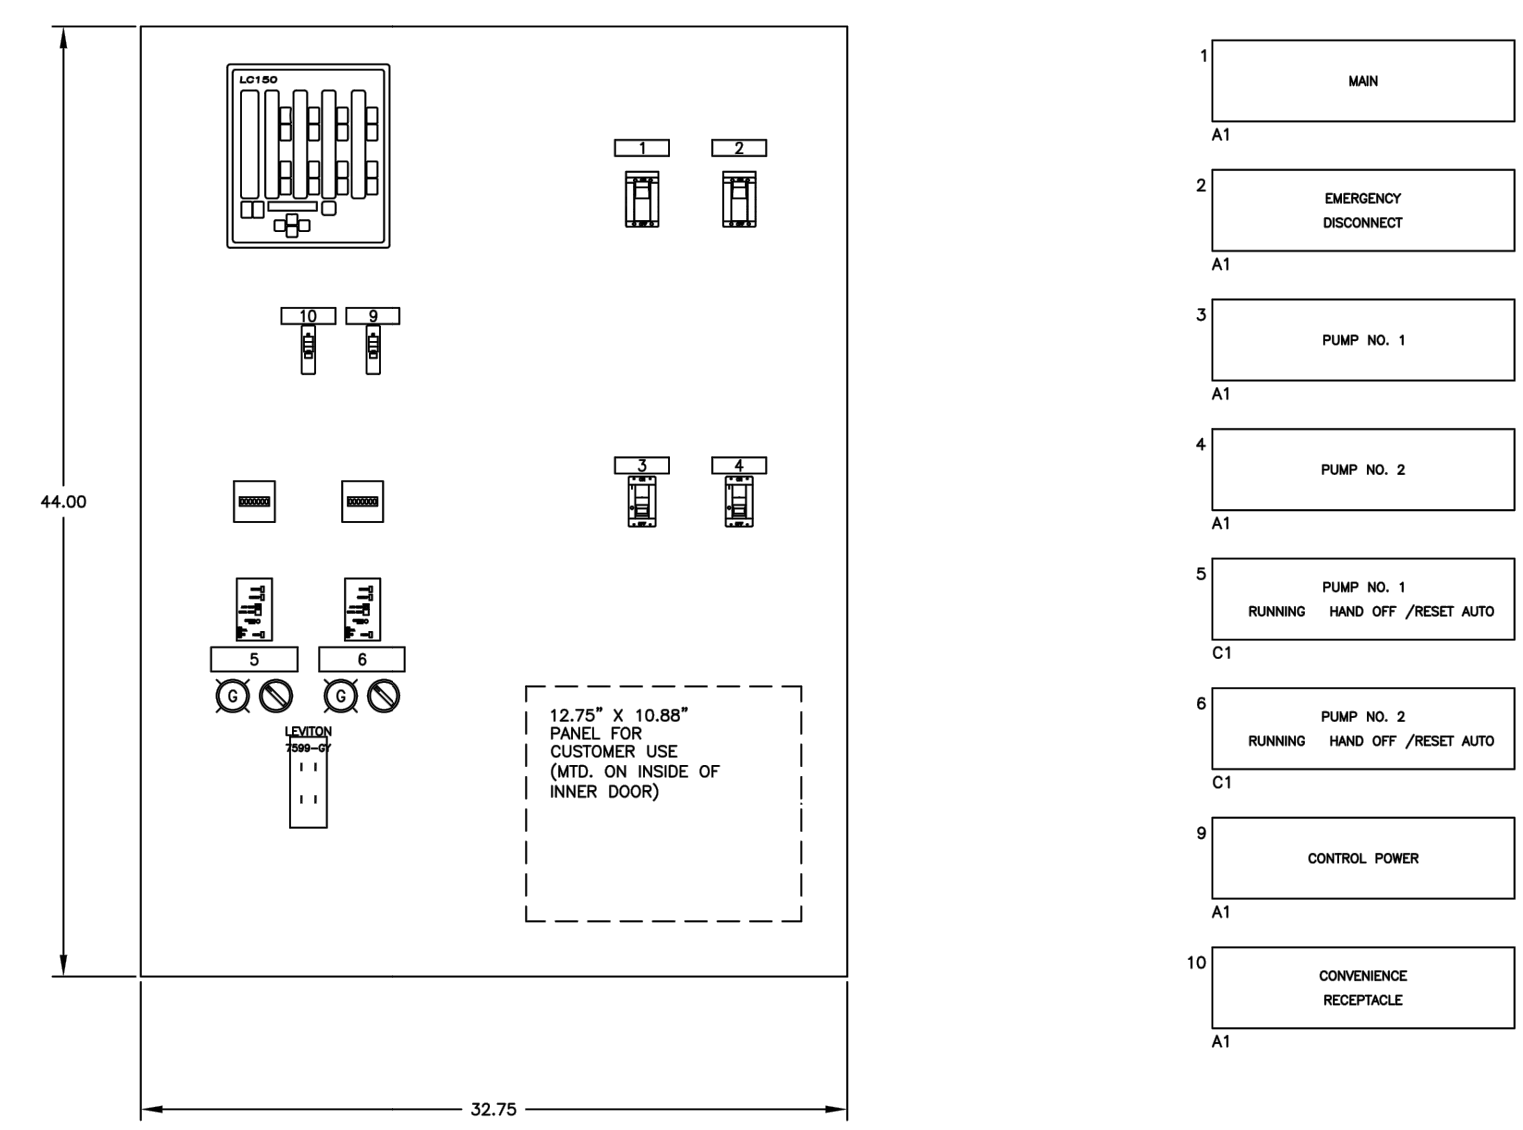 LC150
1
2
10
9
3
4
44.00
5
6
G
G
LEVITON
7599-GY
12.75" X 10.88"
PANEL FOR
CUSTOMER USE
(MTD. ON INSIDE OF
INNER DOOR)
32.75
1
MAIN
A1
2
EMERGENCY
DISCONNECT
A1
3
PUMP NO. 1
A1
4
PUMP NO. 2
A1
5
PUMP NO. 1
RUNNING HAND OFF /RESET AUTO
C1
6
PUMP NO. 2
RUNNING HAND OFF /RESET AUTO
C1
9
CONTROL POWER
A1
10
CONVENIENCE
RECEPTACLE
A1